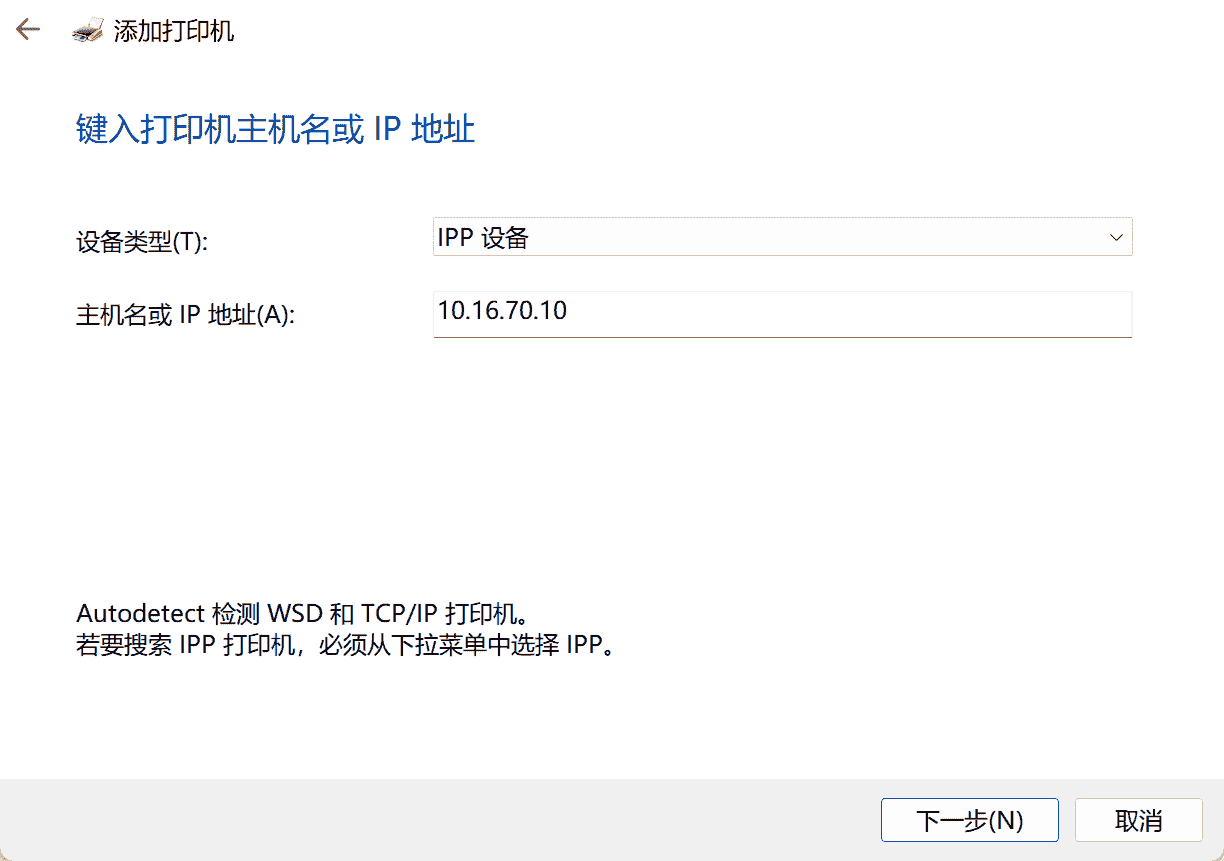 添加打印机
键入打印机主机名或 IP 地址
设备类型(T):
IPP 设备
主机名或 IP 地址(A):
10.16.70.10
Autodetect 检测 WSD 和 TCP/IP 打印机。
若要搜索 IPP 打印机，必须从下拉菜单中选择 IPP。
下一步(N)
取消